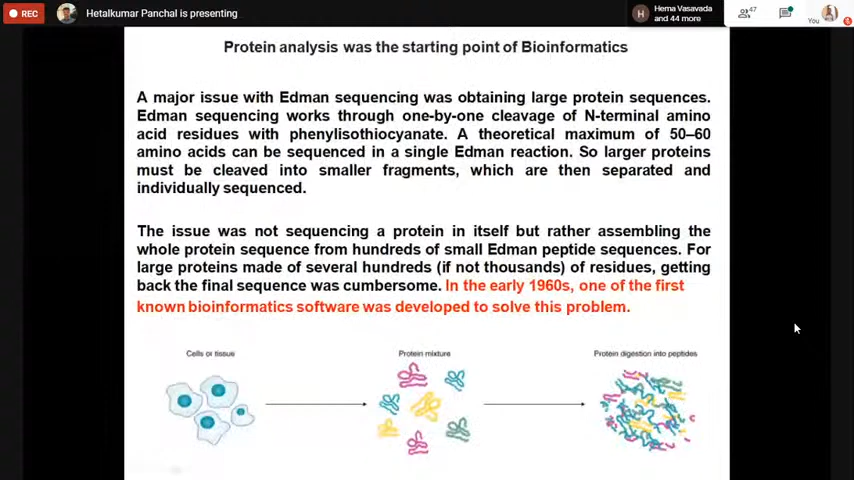 REC
Hetalkumar Panchal is presenting
H
Hema Vasavada
and 44 more
47
You
Protein analysis was the starting point of Bioinformatics
A major issue with Edman sequencing was obtaining large protein sequences.
Edman sequencing works through one-by-one cleavage of N-terminal amino
acid residues with phenylisothiocyanate. A theoretical maximum of 50–60
amino acids can be sequenced in a single Edman reaction. So larger proteins
must be cleaved into smaller fragments, which are then separated and
individually sequenced.
The issue was not sequencing a protein in itself but rather assembling the
whole protein sequence from hundreds of small Edman peptide sequences. For
large proteins made of several hundreds (if not thousands) of residues, getting
back the final sequence was cumbersome. In the early 1960s, one of the first
known bioinformatics software was developed to solve this problem.
Cells or tissue
Protein mixture
Protein digestion into peptides